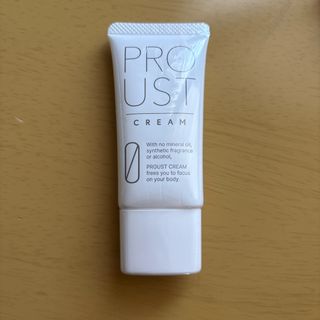 PRO
UST
CREAM
0
With no mineral oil,
synthetic fragrance
or alcohol,
PROUST CREAM
frees you to focus
on your body